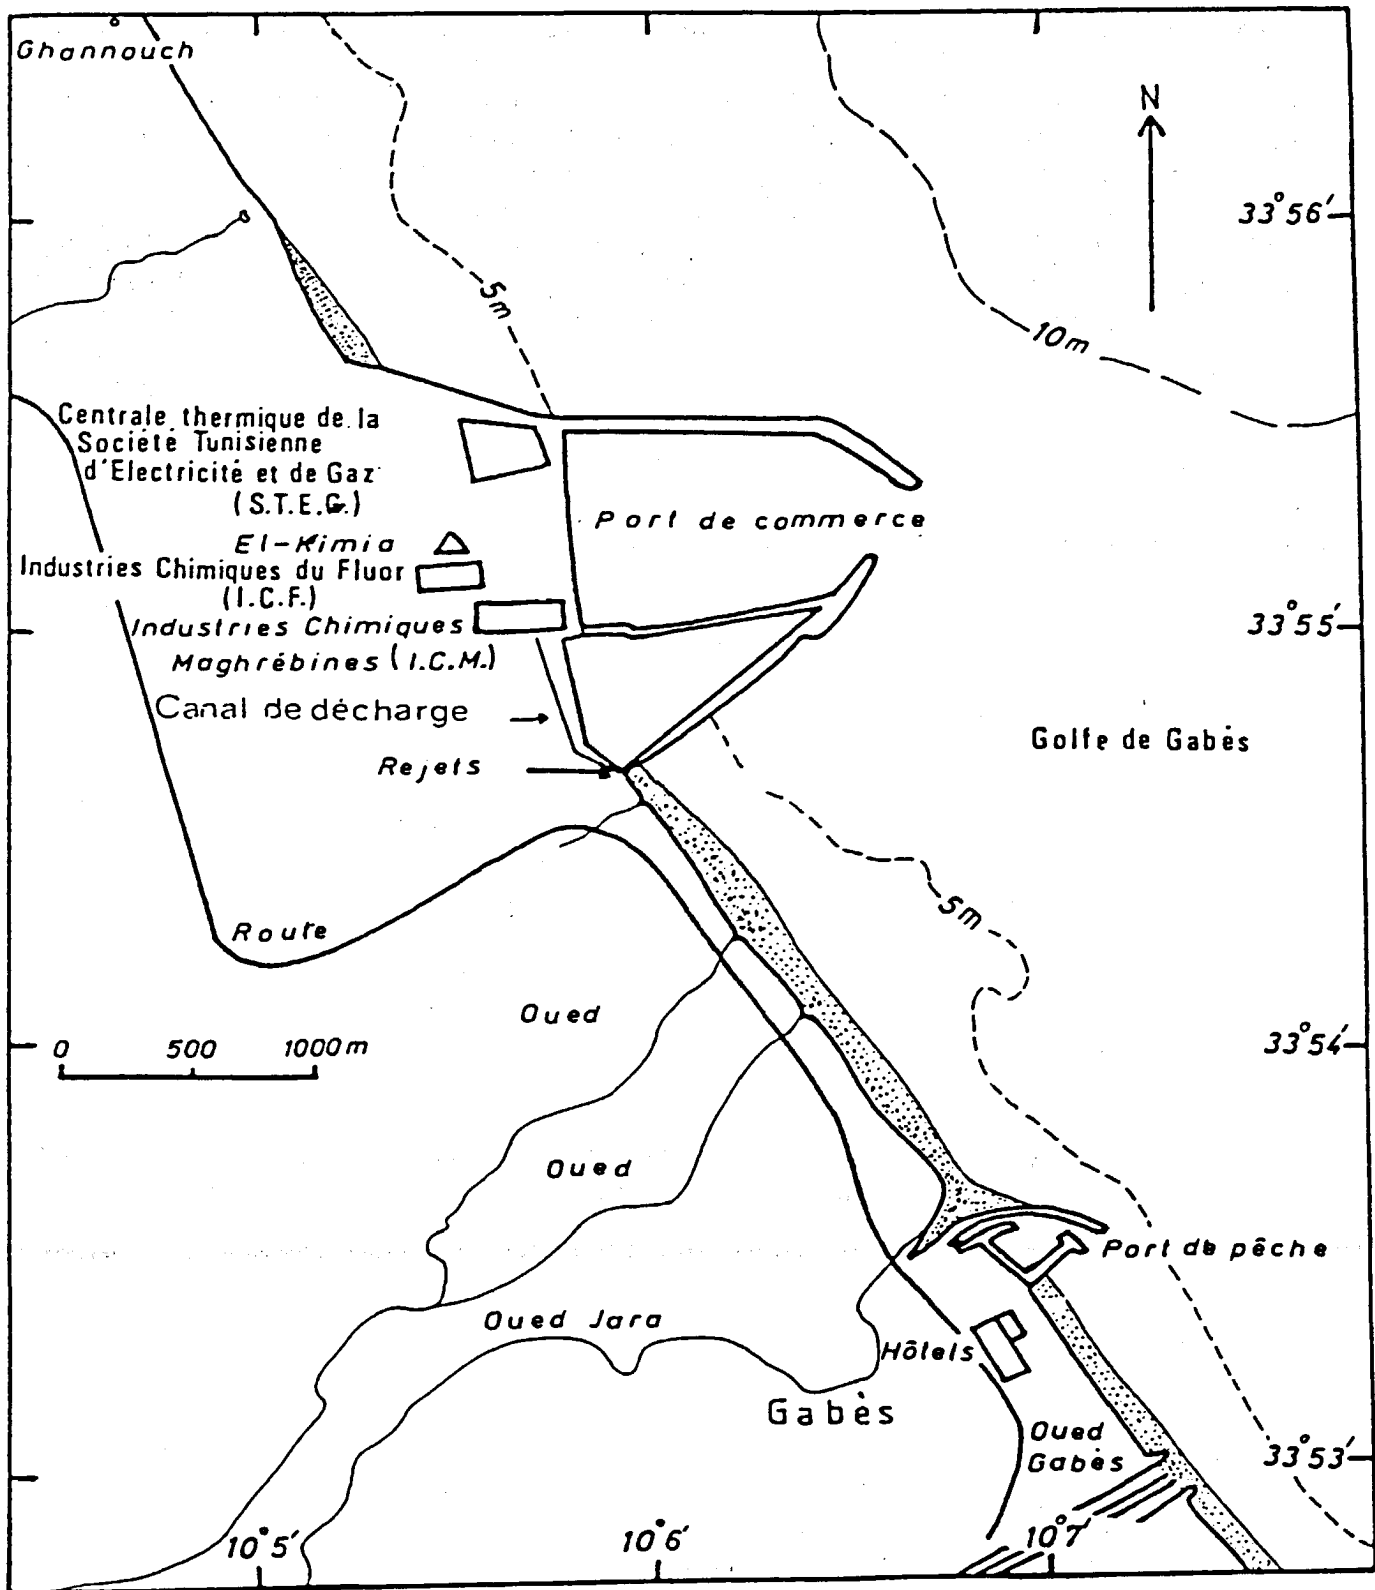 Ghannouch
N
33°56'
5m
10m
Centrale thermique de la
Société Tunisienne
d'Electricité et de Gaz
(S.T.E.G.)
Port de commerce
El-Kimia
Industries Chimiques du Fluor
(I.C.F.)
33°55'
Industries Chimiques
Maghrébines (I.C.M.)
Canal de décharge
Golfe de Gabès
Rejets
5m
Route
Oued
0 500 1000m
33°54'
Oued
Port de pêche
Oued Jara
Hôtels
Gabès
Oued
Gabès
33°53'
10°5'
10°6'
10°7'